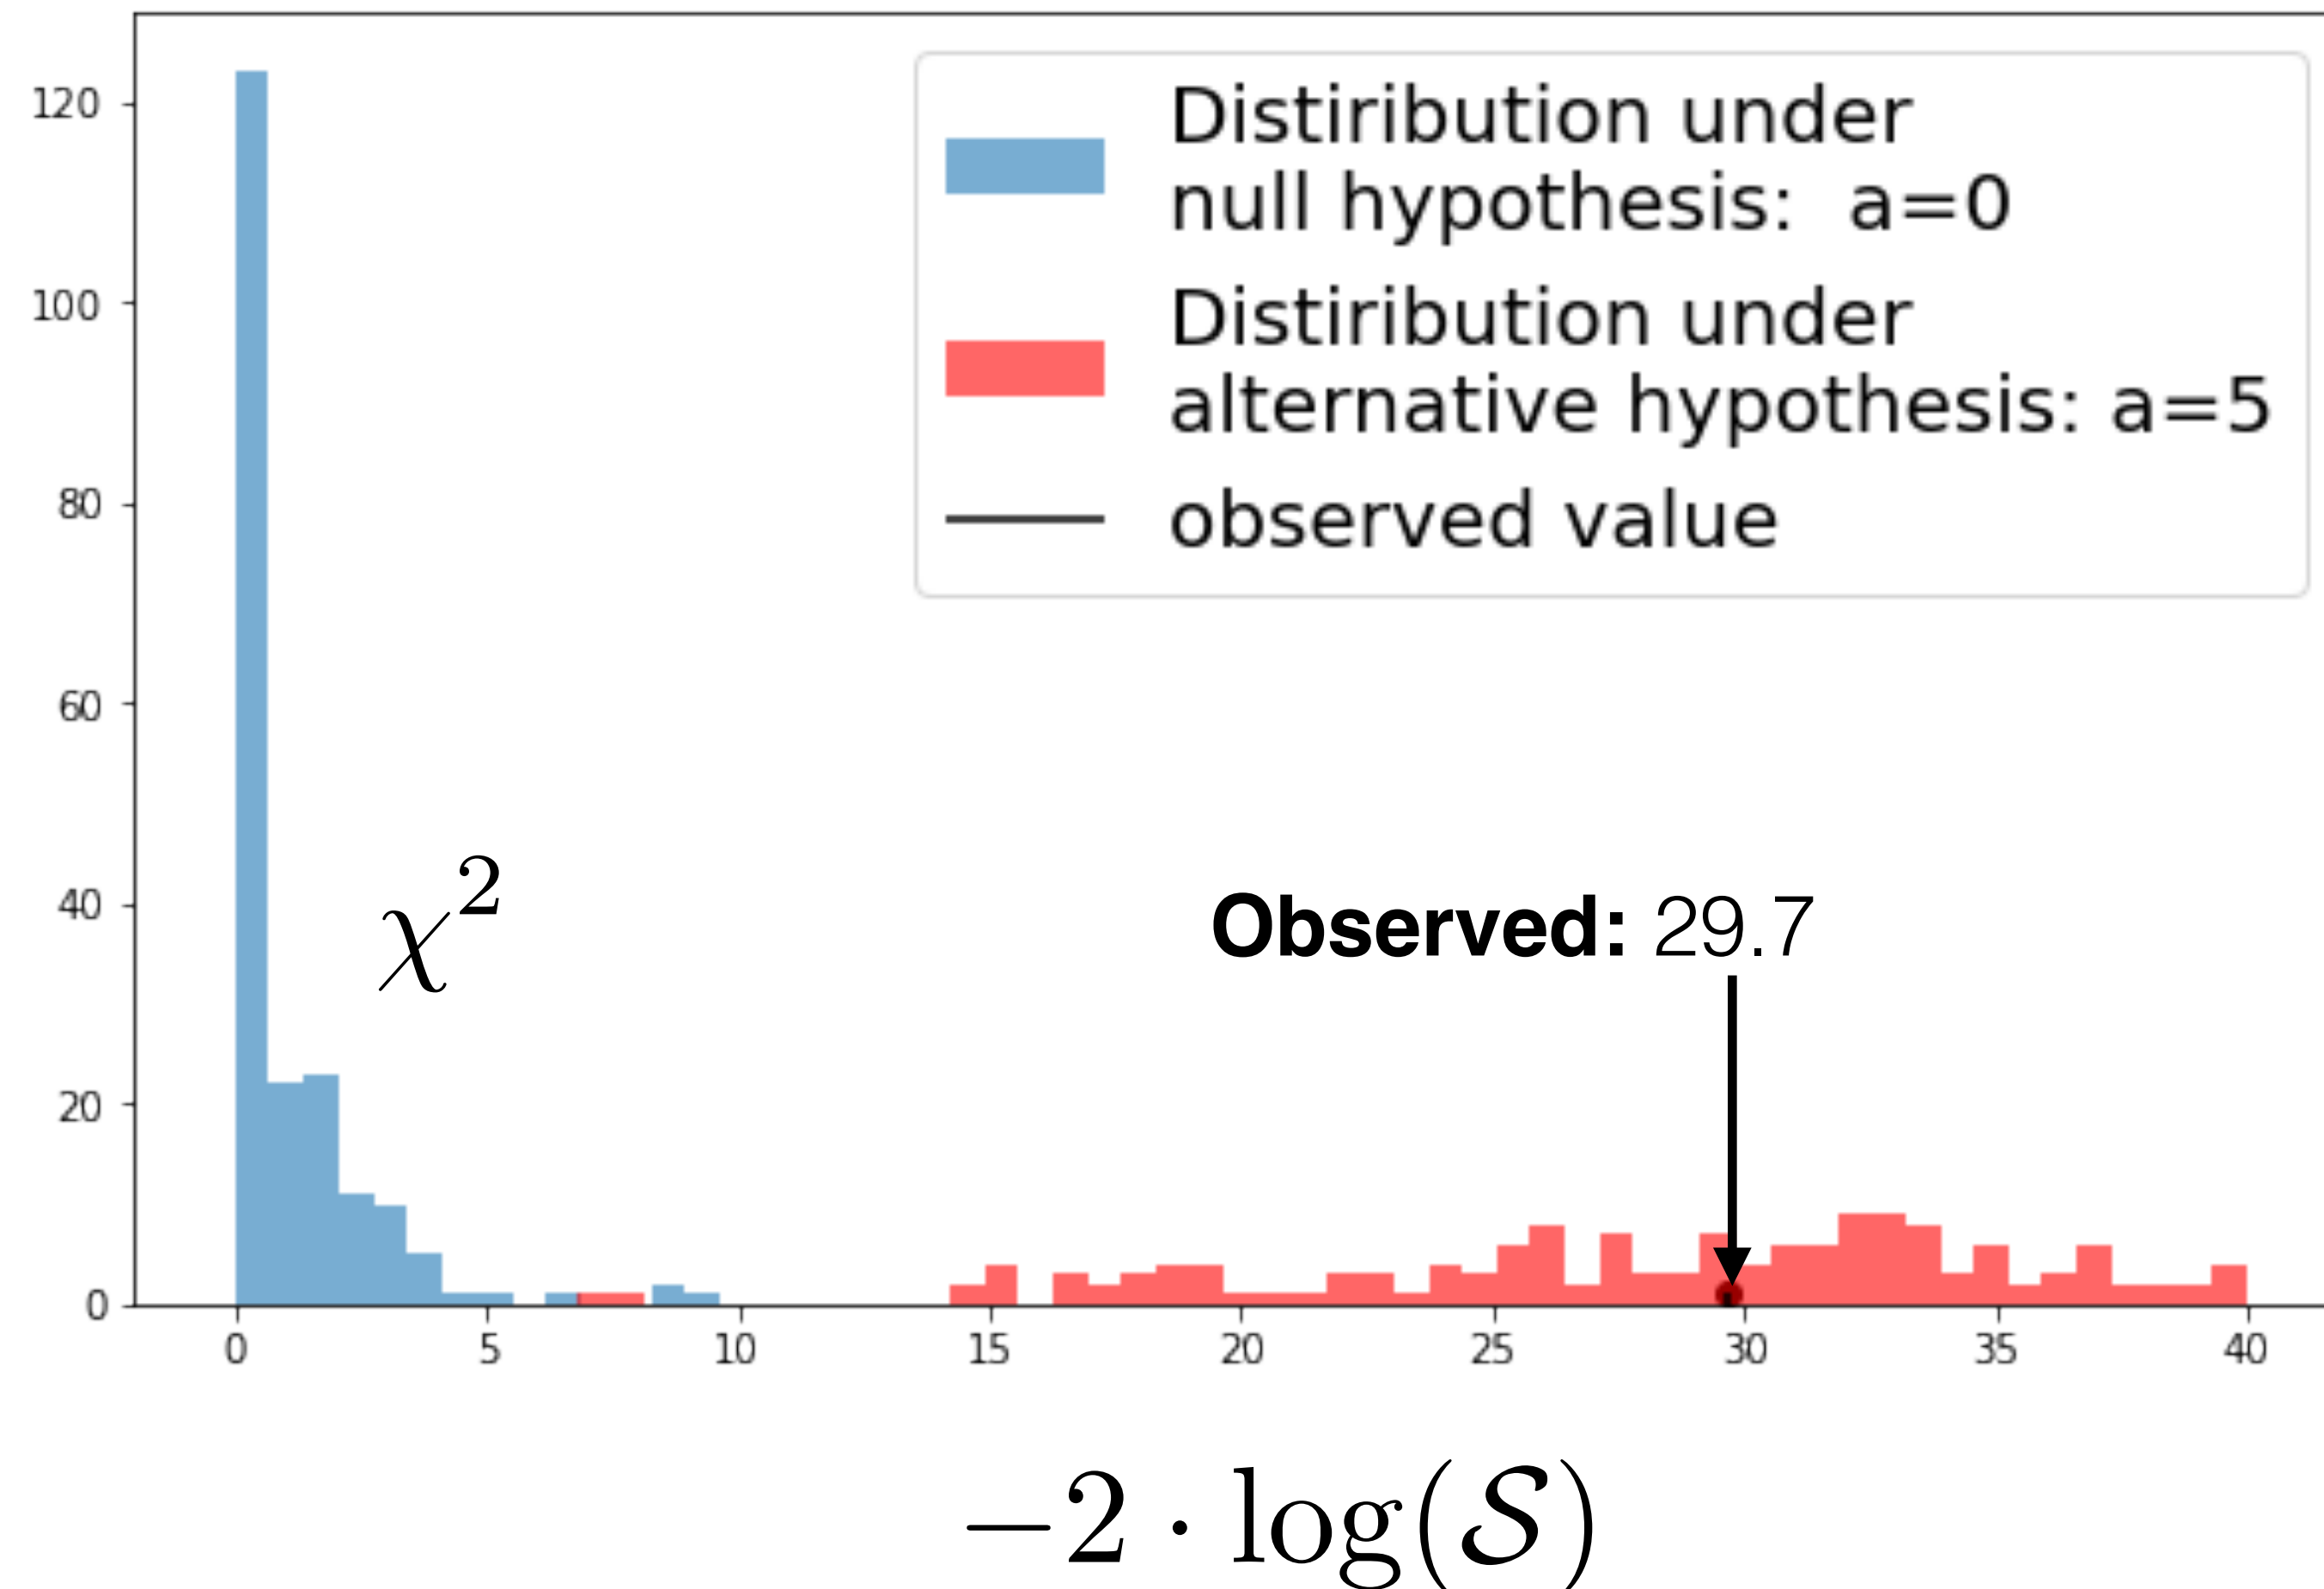 120
100
80
60
40
20
0
Distiribution under
null hypothesis:  a=0
Distiribution under
alternative hypothesis: a=5
observed value
χ²
Observed: 29.7
0 5 10 15 20 25 30 35 40
−2 · log(𝒮)